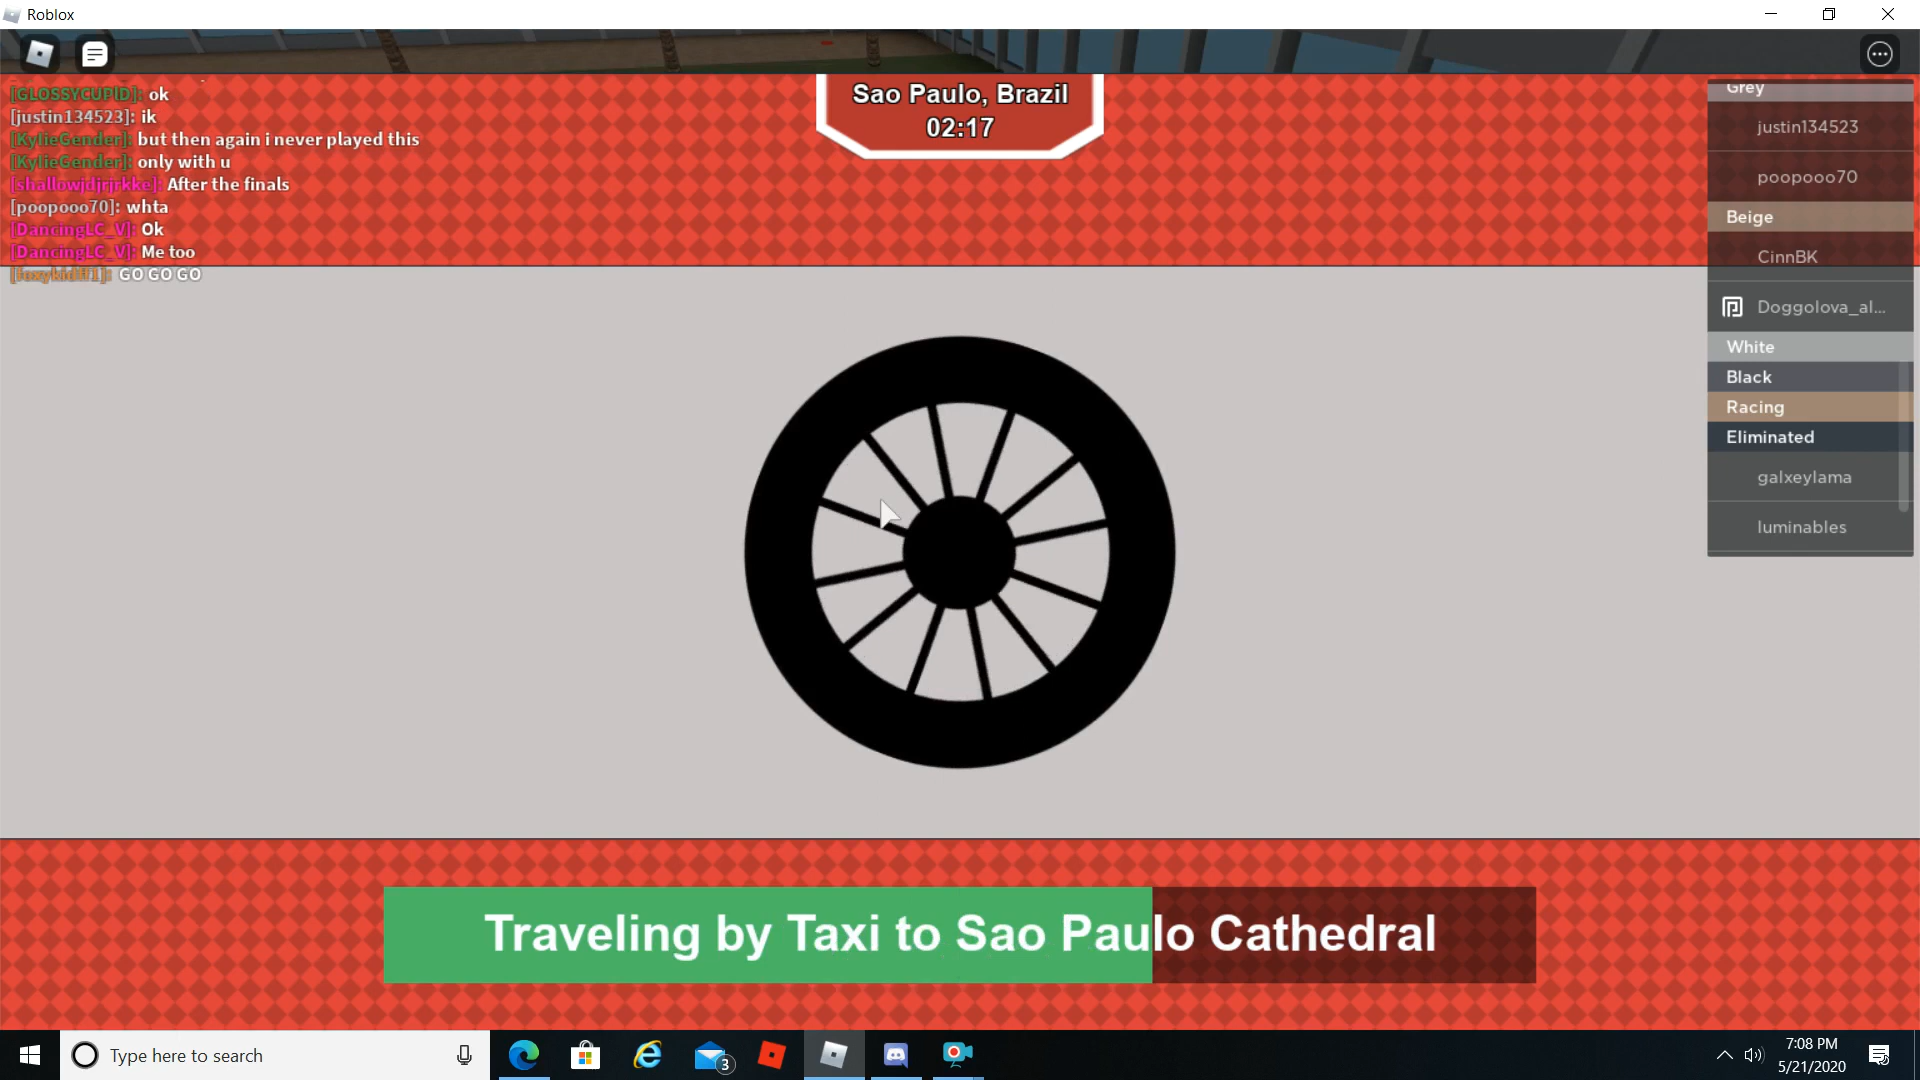 Roblox
[GLOSSYCUPID]: ok
[justin134523]: ik
[KylieGender]: but then again i never played this
[KylieGender]: only with u
[shallowjdjrjrkke]: After the finals
[poopooo70]: whta
[DancingLC_V]: Ok
[DancingLC_V]: Me too
[foxykidff1]: GO GO GO
Sao Paulo, Brazil
02:17
Grey
justin134523
poopooo70
Beige
CinnBK
Doggolova_al...
White
Black
Racing
Eliminated
galxeylama
luminables
Traveling by Taxi to Sao Paulo Cathedral
Type here to search
3
7:08 PM
5/21/2020